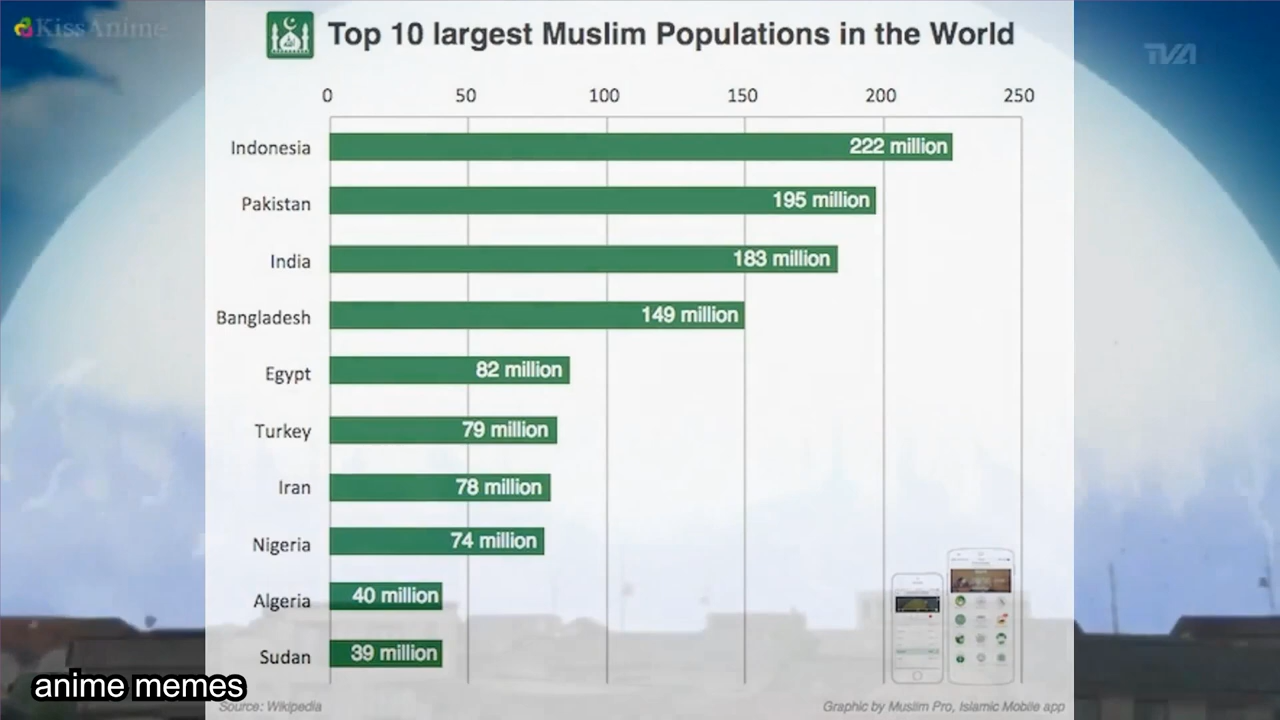 KissAnime
Top 10 largest Muslim Populations in the World
TVA
0 50 100 150 200 250
Indonesia 222 million
Pakistan 195 million
India 183 million
Bangladesh 149 million
Egypt 82 million
Turkey 79 million
Iran 78 million
Nigeria 74 million
Algeria 40 million
Sudan 39 million
anime memes
Source: Wikipedia
Graphic by Muslim Pro, Islamic Mobile app